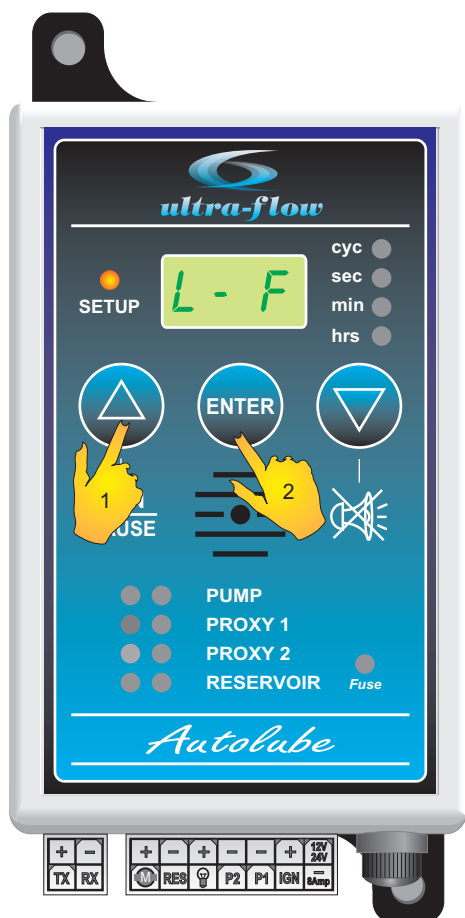 ultra-flow
cyc
sec
min
hrs
SETUP
L - F
ENTER
1
2
PUMP
PROXY 1
PROXY 2
RESERVOIR
Fuse
Autolube
+ - + - + - - + 12V 24V
TX RX M RES P2 P1 IGN 8Amp